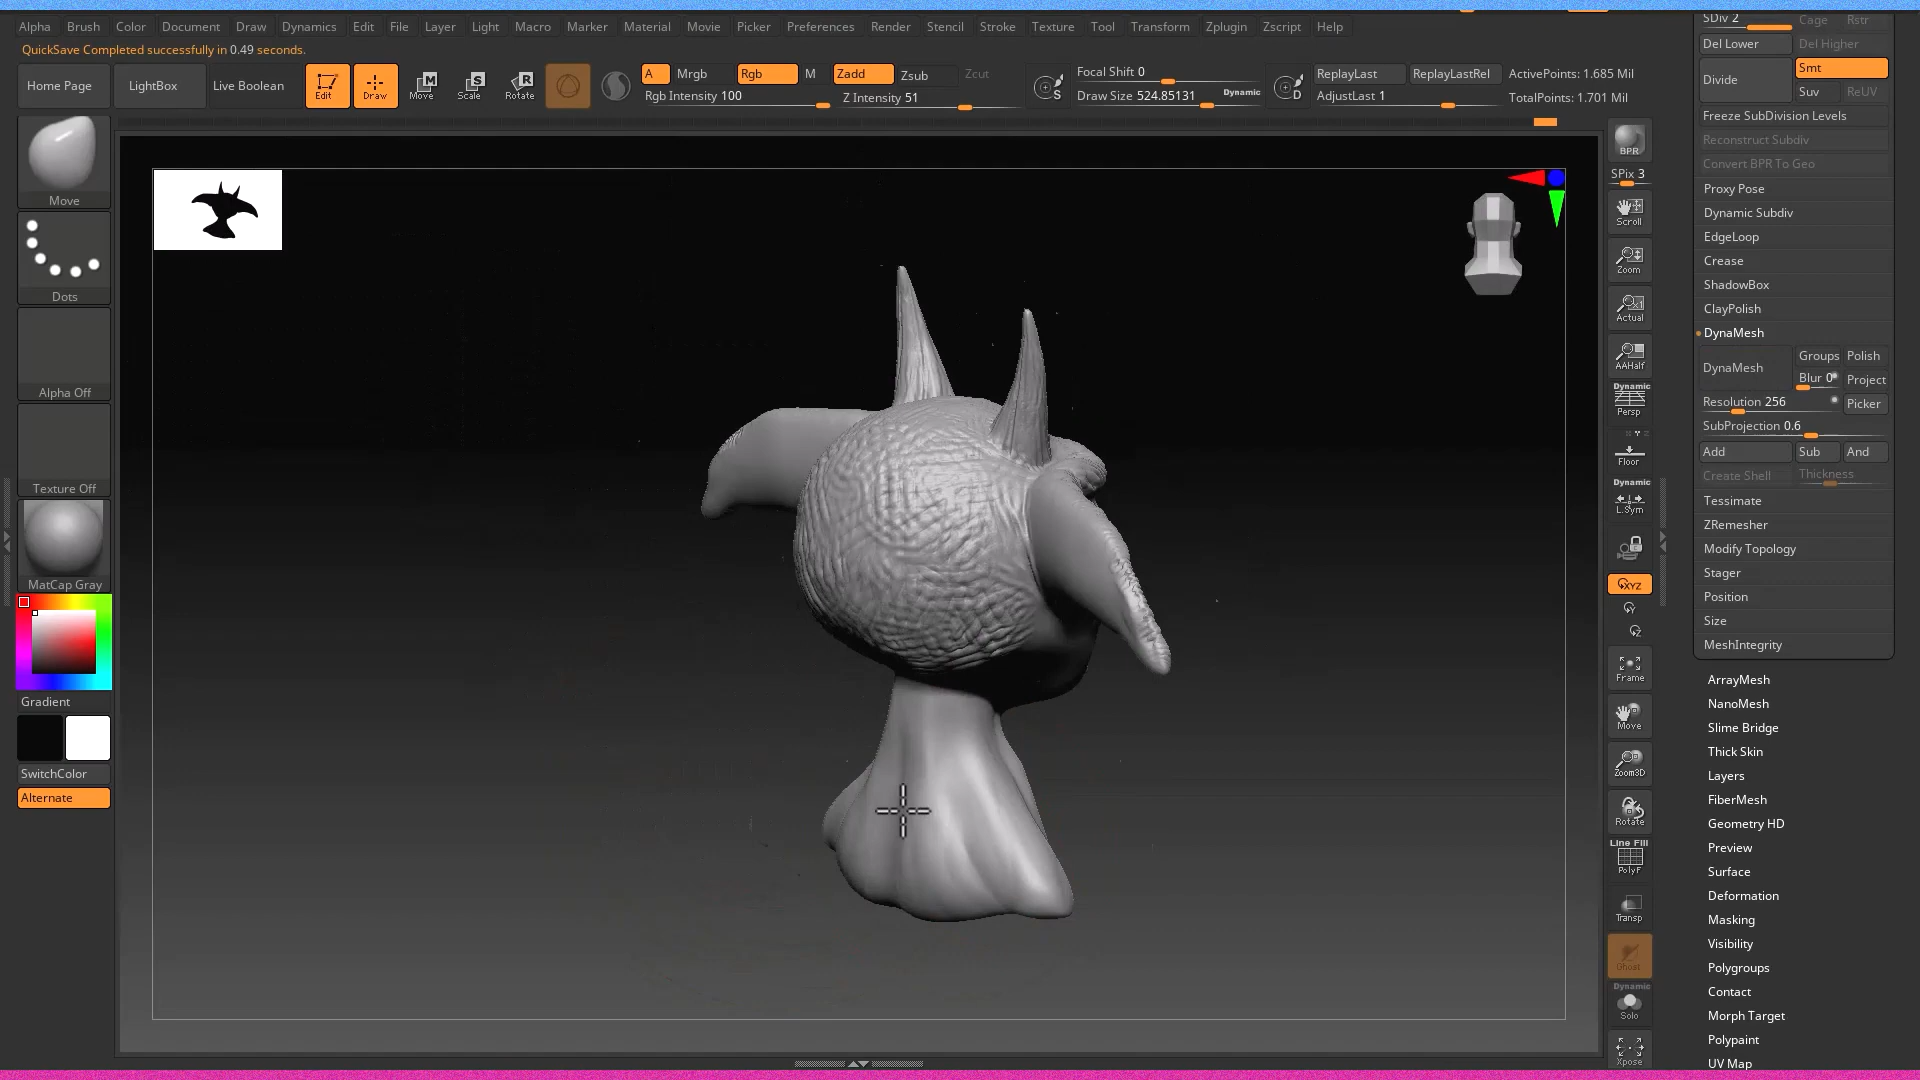 Alpha Brush Color Document Draw Dynamics Edit File Layer Light Macro Marker Material Movie Picker Preferences Render Stencil Stroke Texture Tool Transform Zplugin Zscript Help
QuickSave Completed successfully in 0.49 seconds.
Home Page LightBox Live Boolean Edit Draw Move Scale Rotate
A Mrgb Rgb M Zadd Zsub Zcut
Rgb Intensity 100 Z Intensity 51
Focal Shift 0
Draw Size 524.85131 Dynamic
ReplayLast ReplayLastRel ActivePoints: 1.685 Mil
AdjustLast 1 TotalPoints: 1.701 Mil
Move
Dots
Alpha Off
Texture Off
MatCap Gray
Gradient
SwitchColor
Alternate
BPR
SPix 3
Scroll
Zoom
Actual
AAHalf
Dynamic
Persp
Floor
Dynamic
L.Sym
XYZ
Frame
Move
Zoom3D
Rotate
Line Fill
PolyF
Transp
Ghost
Dynamic
Solo
Xpose
SDiv 2 Cage Rstr
Del Lower Del Higher
Divide Smt
Suv ReUV
Freeze SubDivision Levels
Reconstruct Subdiv
Convert BPR To Geo
Proxy Pose
Dynamic Subdiv
EdgeLoop
Crease
ShadowBox
ClayPolish
DynaMesh
DynaMesh Groups Polish
Blur 0 Project
Resolution 256 Picker
SubProjection 0.6
Add Sub And
Create Shell Thickness
Tessimate
ZRemesher
Modify Topology
Stager
Position
Size
MeshIntegrity
ArrayMesh
NanoMesh
Slime Bridge
Thick Skin
Layers
FiberMesh
Geometry HD
Preview
Surface
Deformation
Masking
Visibility
Polygroups
Contact
Morph Target
Polypaint
UV Map